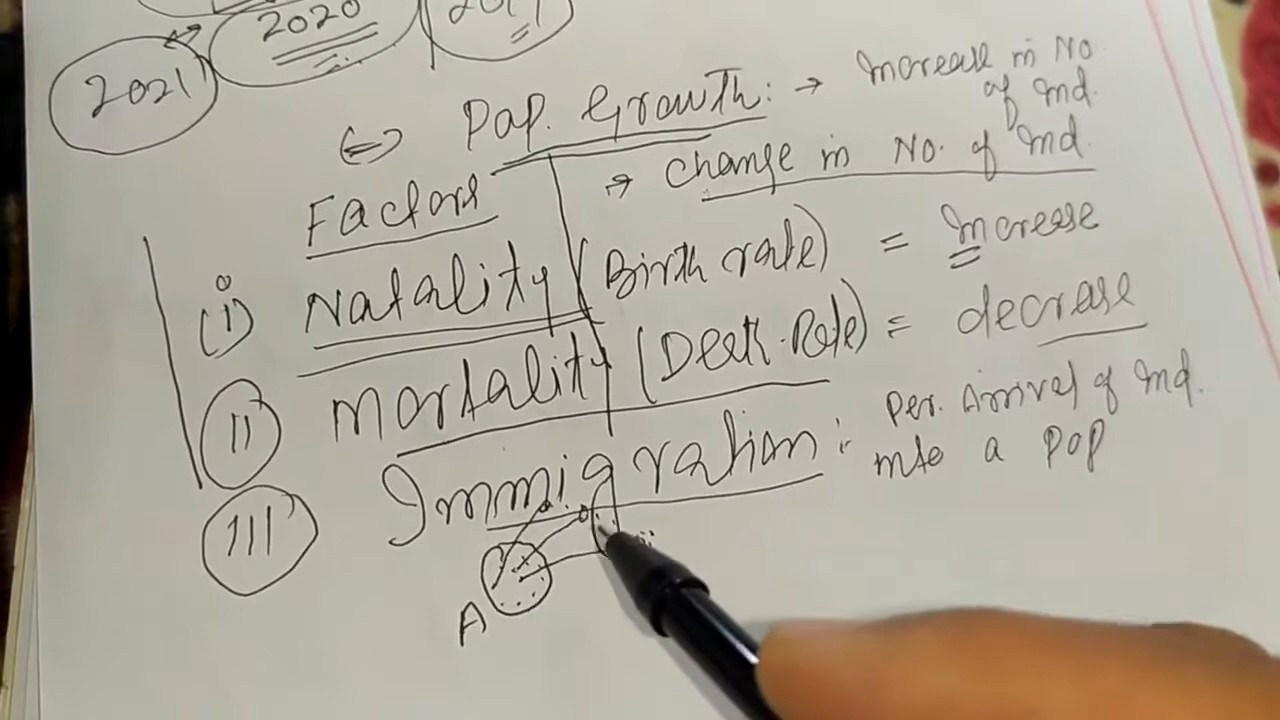 2020
2021
Pop. Growth: → Increase in No
of Ind.
Factors → change in No. of Ind.
(i) Natality (Birth rate) = Increase
(II) Mortality (Death Rate) = decrease
(III) Immigration: Per. Arrival of Ind.
into a Pop
A